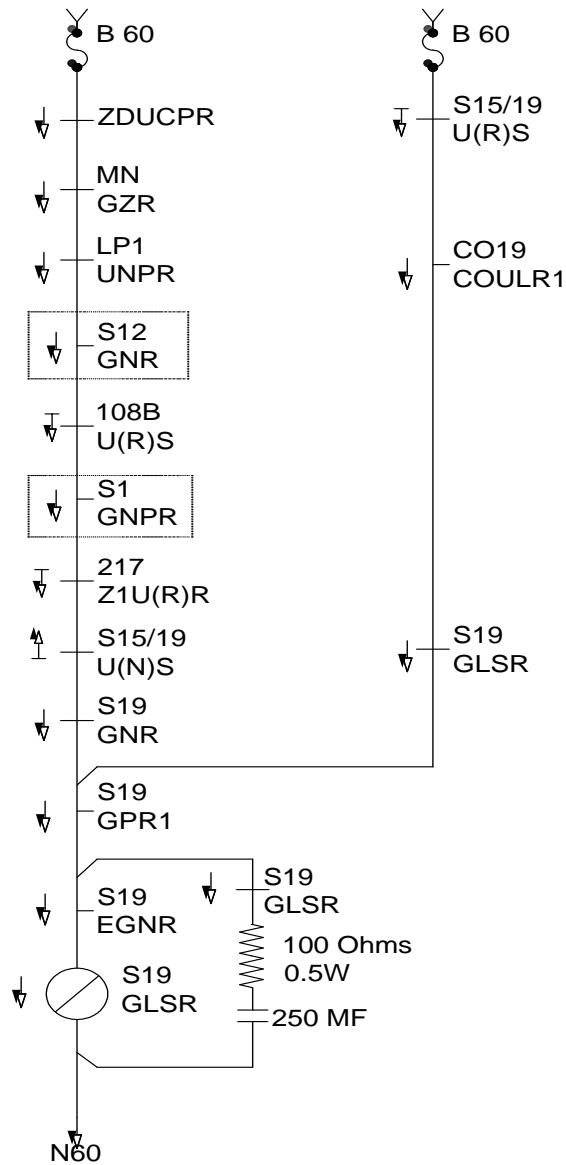 B 60
ZDUCPR
MN
GZR
LP1
UNPR
S12
GNR
108B
U(R)S
S1
GNPR
217
Z1U(R)R
S15/19
U(N)S
S19
GNR
S19
GPR1
S19
EGNR
S19
GLSR
N60
B 60
S15/19
U(R)S
CO19
COULR1
S19
GLSR
S19
GLSR
100 Ohms
0.5W
250 MF